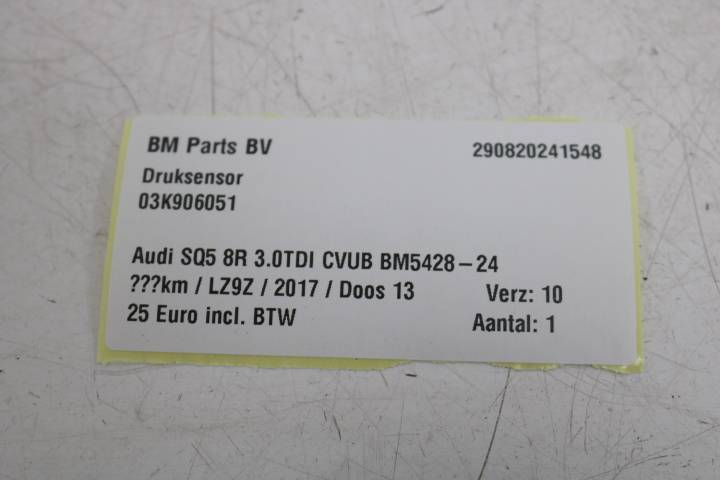 BM Parts BV 290820241548
Druksensor
03K906051
Audi SQ5 8R 3.0TDI CVUB BM5428-24
???km / LZ9Z / 2017 / Doos 13 Verz: 10
25 Euro incl. BTW Aantal: 1